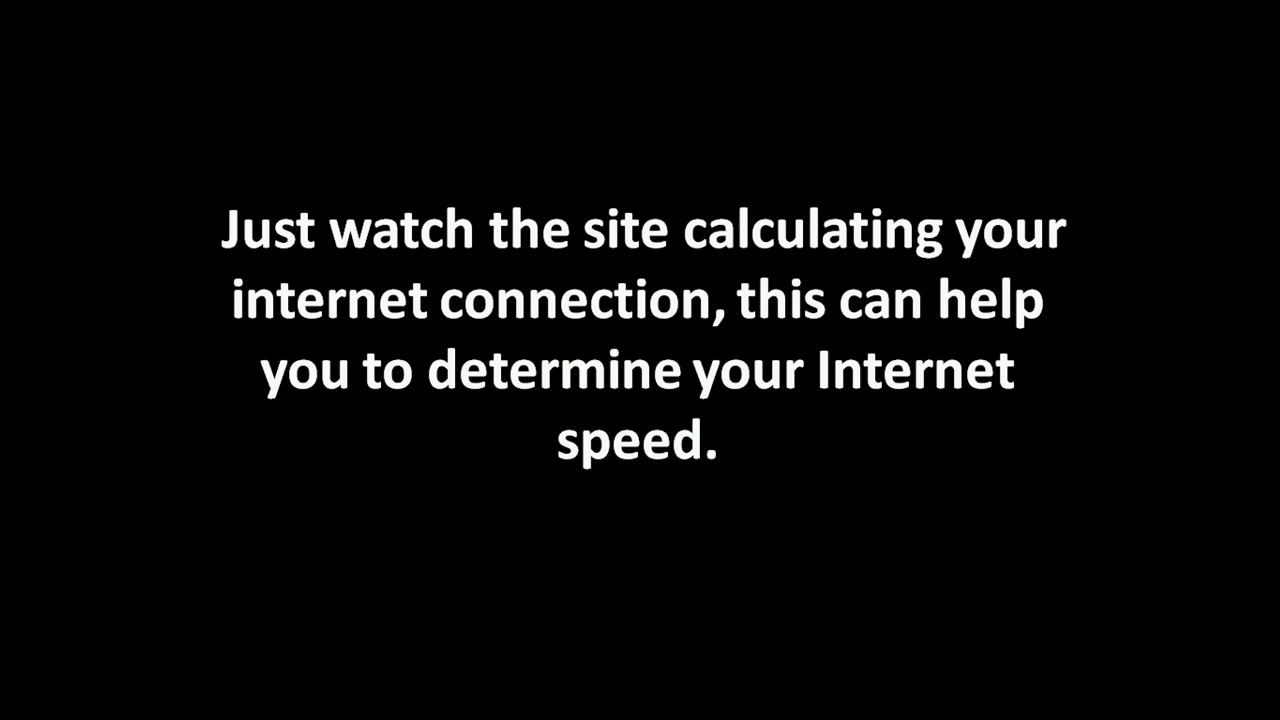 Just watch the site calculating your
internet connection, this can help
you to determine your Internet
speed.